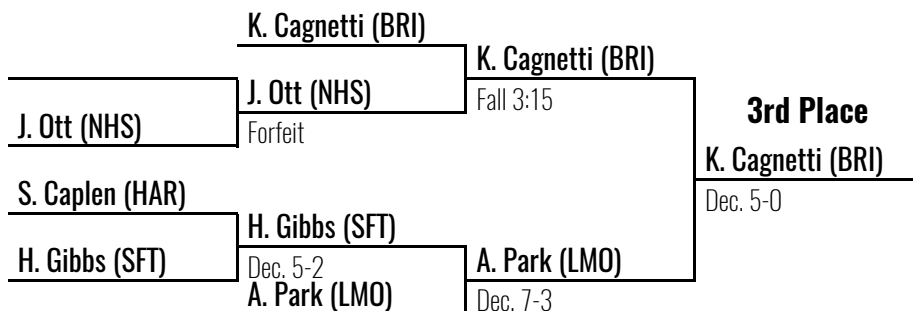 K. Cagnetti (BRI)
K. Cagnetti (BRI)
J. Ott (NHS)
Fall 3:15
3rd Place
J. Ott (NHS)
Forfeit
K. Cagnetti (BRI)
S. Caplen (HAR)
Dec. 5-0
H. Gibbs (SFT)
H. Gibbs (SFT)
Dec. 5-2
A. Park (LMO)
A. Park (LMO)
Dec. 7-3